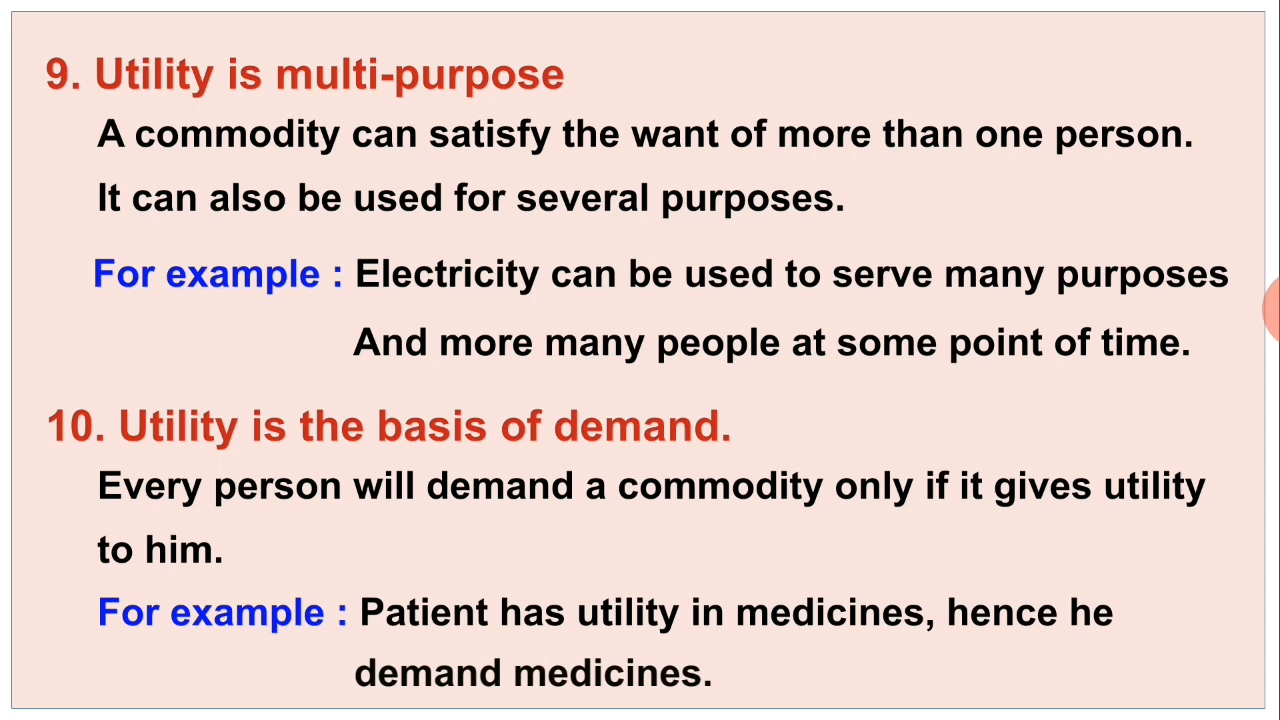 9. Utility is multi-purpose
A commodity can satisfy the want of more than one person.
It can also be used for several purposes.
For example : Electricity can be used to serve many purposes
And more many people at some point of time.
10. Utility is the basis of demand.
Every person will demand a commodity only if it gives utility
to him.
For example : Patient has utility in medicines, hence he
demand medicines.